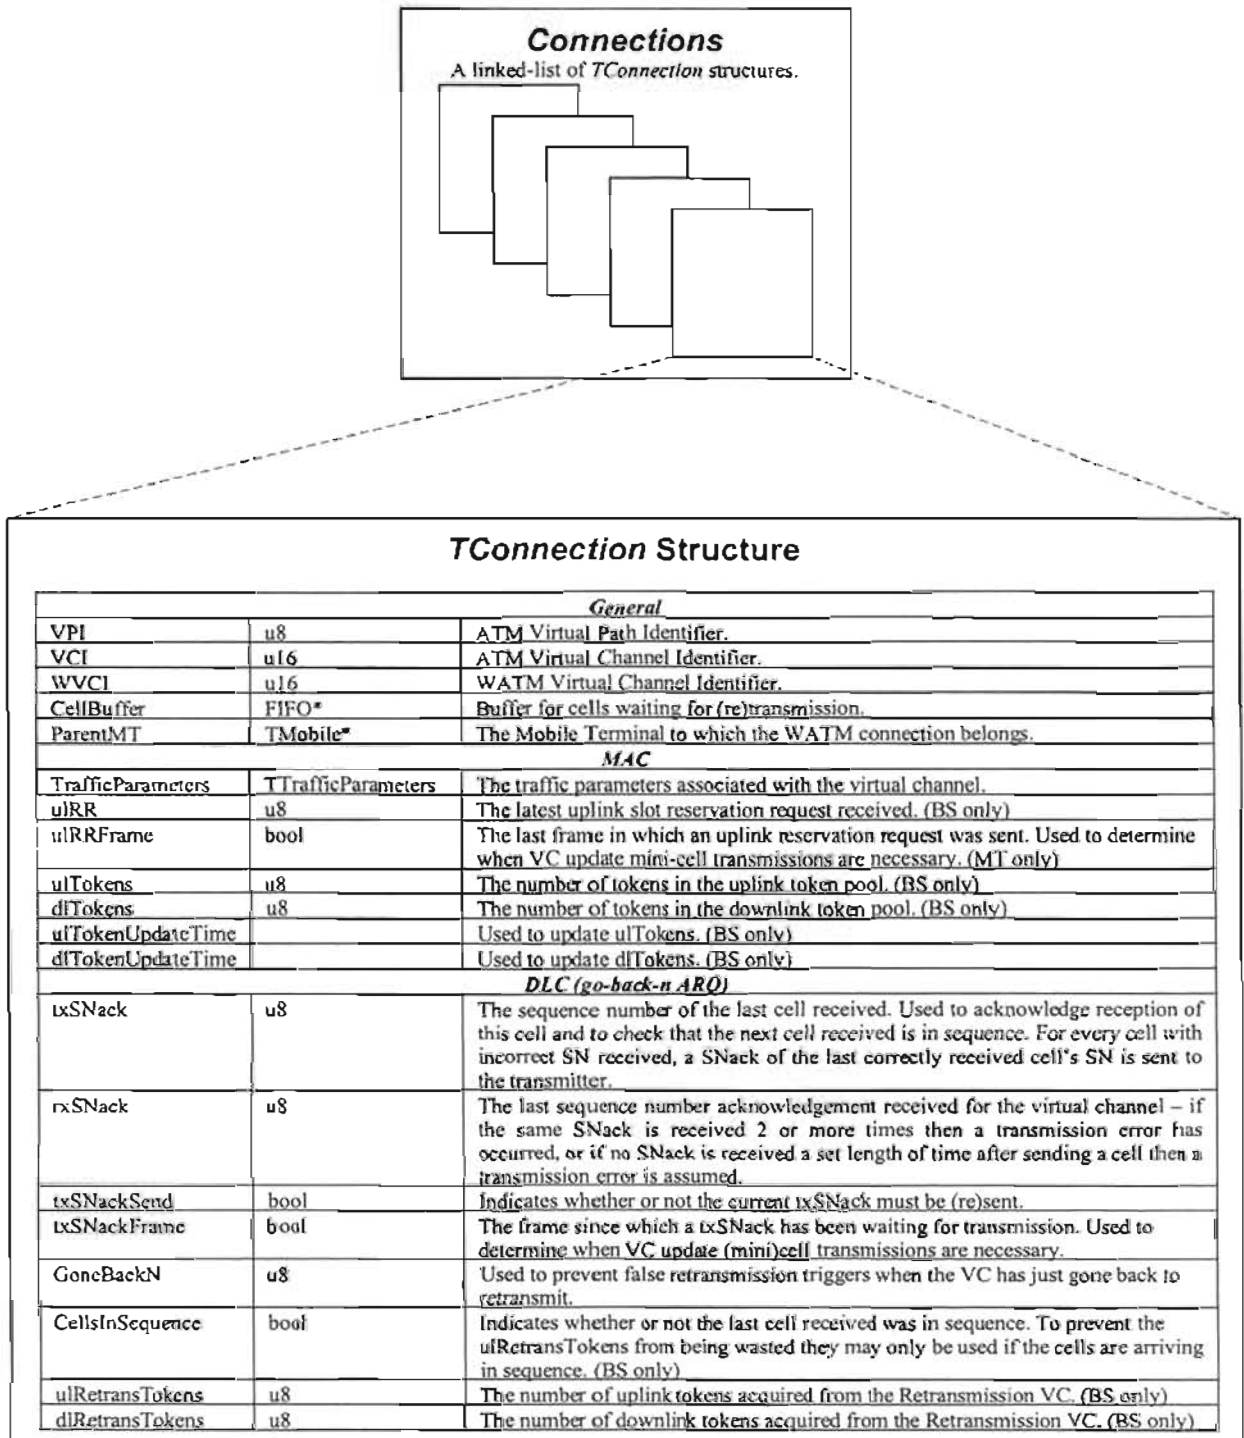 Connections
A linked-list of TConnection structures.
TConnection Structure
General
VPI u8 ATM Virtual Path Identifier.
VCI u16 ATM Virtual Channel Identifier.
WVCI u16 WATM Virtual Channel Identifier.
CellBuffer FIFO* Buffer for cells waiting for (re)transmission.
ParentMT TMobile* The Mobile Terminal to which the WATM connection belongs.
MAC
TrafficParameters TTrafficParameters The traffic parameters associated with the virtual channel.
ulRR u8 The latest uplink slot reservation request received. (BS only)
ulRRFrame bool The last frame in which an uplink reservation request was sent. Used to determine
when VC update mini-cell transmissions are necessary. (MT only)
ulTokens u8 The number of tokens in the uplink token pool. (BS only)
dlTokens u8 The number of tokens in the downlink token pool. (BS only)
ulTokenUpdateTime Used to update ulTokens. (BS only)
dlTokenUpdateTime Used to update dlTokens. (BS only)
DLC (go-back-n ARQ)
txSNack u8 The sequence number of the last cell received. Used to acknowledge reception of
this cell and to check that the next cell received is in sequence. For every cell with
incorrect SN received, a SNack of the last correctly received cell's SN is sent to
the transmitter.
rxSNack u8 The last sequence number acknowledgement received for the virtual channel – if
the same SNack is received 2 or more times then a transmission error has
occurred, or if no SNack is received a set length of time after sending a cell then a
transmission error is assumed.
txSNackSend bool Indicates whether or not the current txSNack must be (re)sent.
txSNackFrame bool The frame since which a txSNack has been waiting for transmission. Used to
determine when VC update (mini)cell transmissions are necessary.
GoneBackN u8 Used to prevent false retransmission triggers when the VC has just gone back to
retransmit.
CellsInSequence bool Indicates whether or not the last cell received was in sequence. To prevent the
ulRetransTokens from being wasted they may only be used if the cells are arriving
in sequence. (BS only)
ulRetransTokens u8 The number of uplink tokens acquired from the Retransmission VC. (BS only)
dlRetransTokens u8 The number of downlink tokens acquired from the Retransmission VC. (BS only)